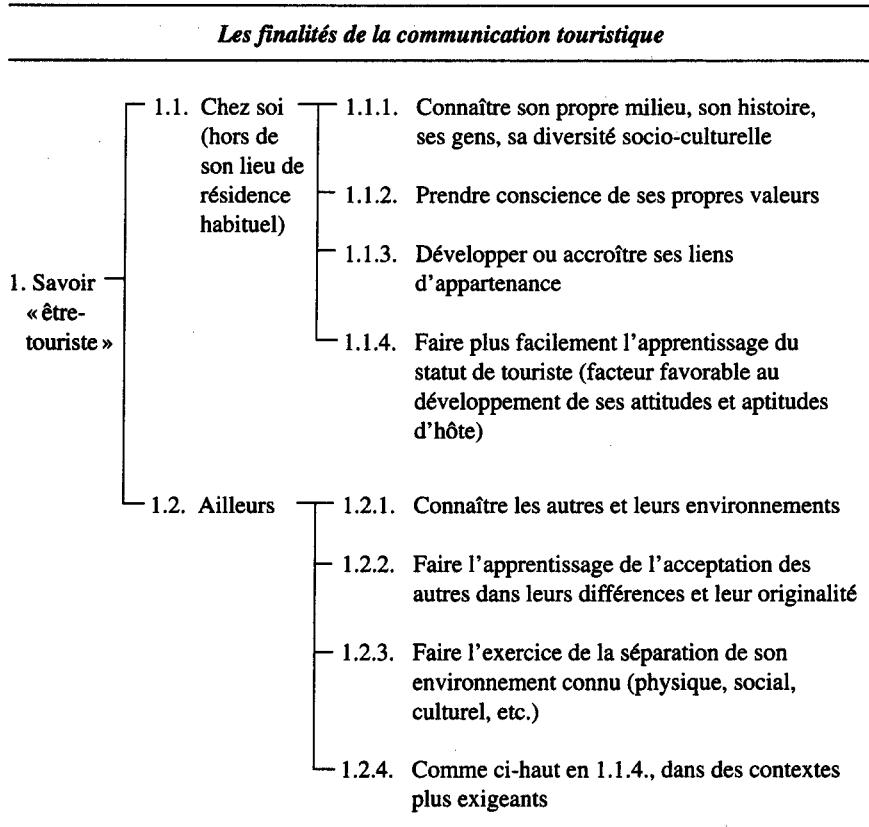 Les finalités de la communication touristique
1. Savoir
« être-
touriste »
1.1. Chez soi
(hors de
son lieu de
résidence
habituel)
1.1.1. Connaître son propre milieu, son histoire,
ses gens, sa diversité socio-culturelle
1.1.2. Prendre conscience de ses propres valeurs
1.1.3. Développer ou accroître ses liens
d'appartenance
1.1.4. Faire plus facilement l'apprentissage du
statut de touriste (facteur favorable au
développement de ses attitudes et aptitudes
d'hôte)
1.2. Ailleurs
1.2.1. Connaître les autres et leurs environnements
1.2.2. Faire l'apprentissage de l'acceptation des
autres dans leurs différences et leur originalité
1.2.3. Faire l'exercice de la séparation de son
environnement connu (physique, social,
culturel, etc.)
1.2.4. Comme ci-haut en 1.1.4., dans des contextes
plus exigeants